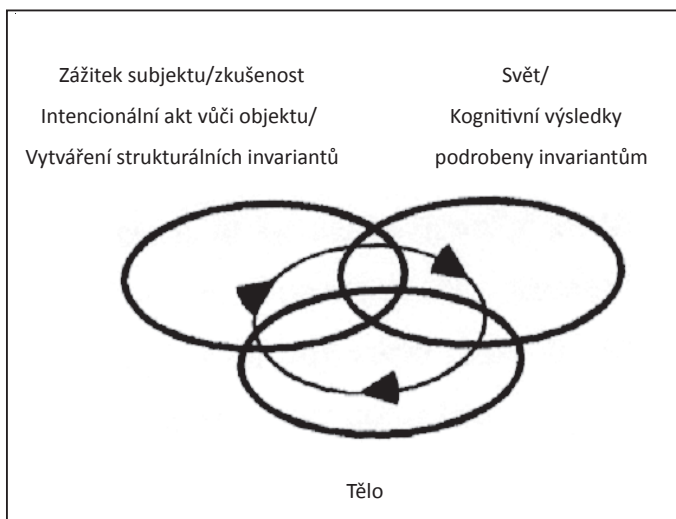 Zážitek subjektu/zkušenost
Intencionální akt vůči objektu/
Vytváření strukturálních invariantů
Svět/
Kognitivní výsledky
podrobeny invariantům
Tělo